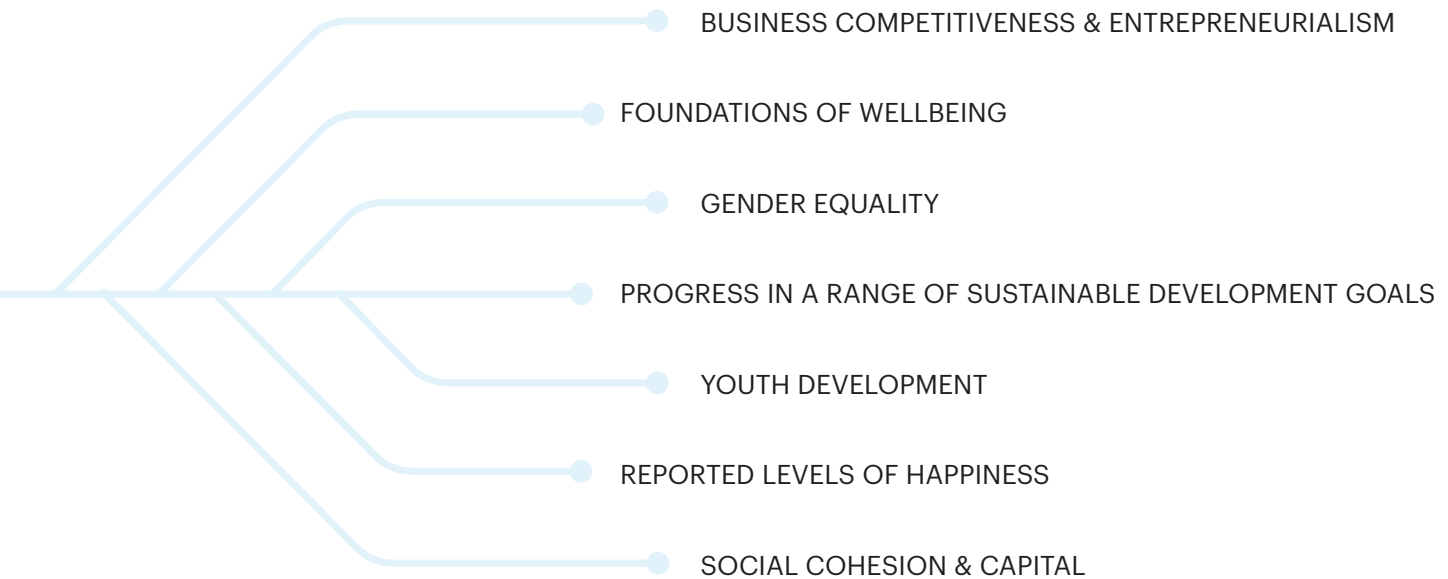 BUSINESS COMPETITIVENESS & ENTREPRENEURIALISM
FOUNDATIONS OF WELLBEING
GENDER EQUALITY
PROGRESS IN A RANGE OF SUSTAINABLE DEVELOPMENT GOALS
YOUTH DEVELOPMENT
REPORTED LEVELS OF HAPPINESS
SOCIAL COHESION & CAPITAL